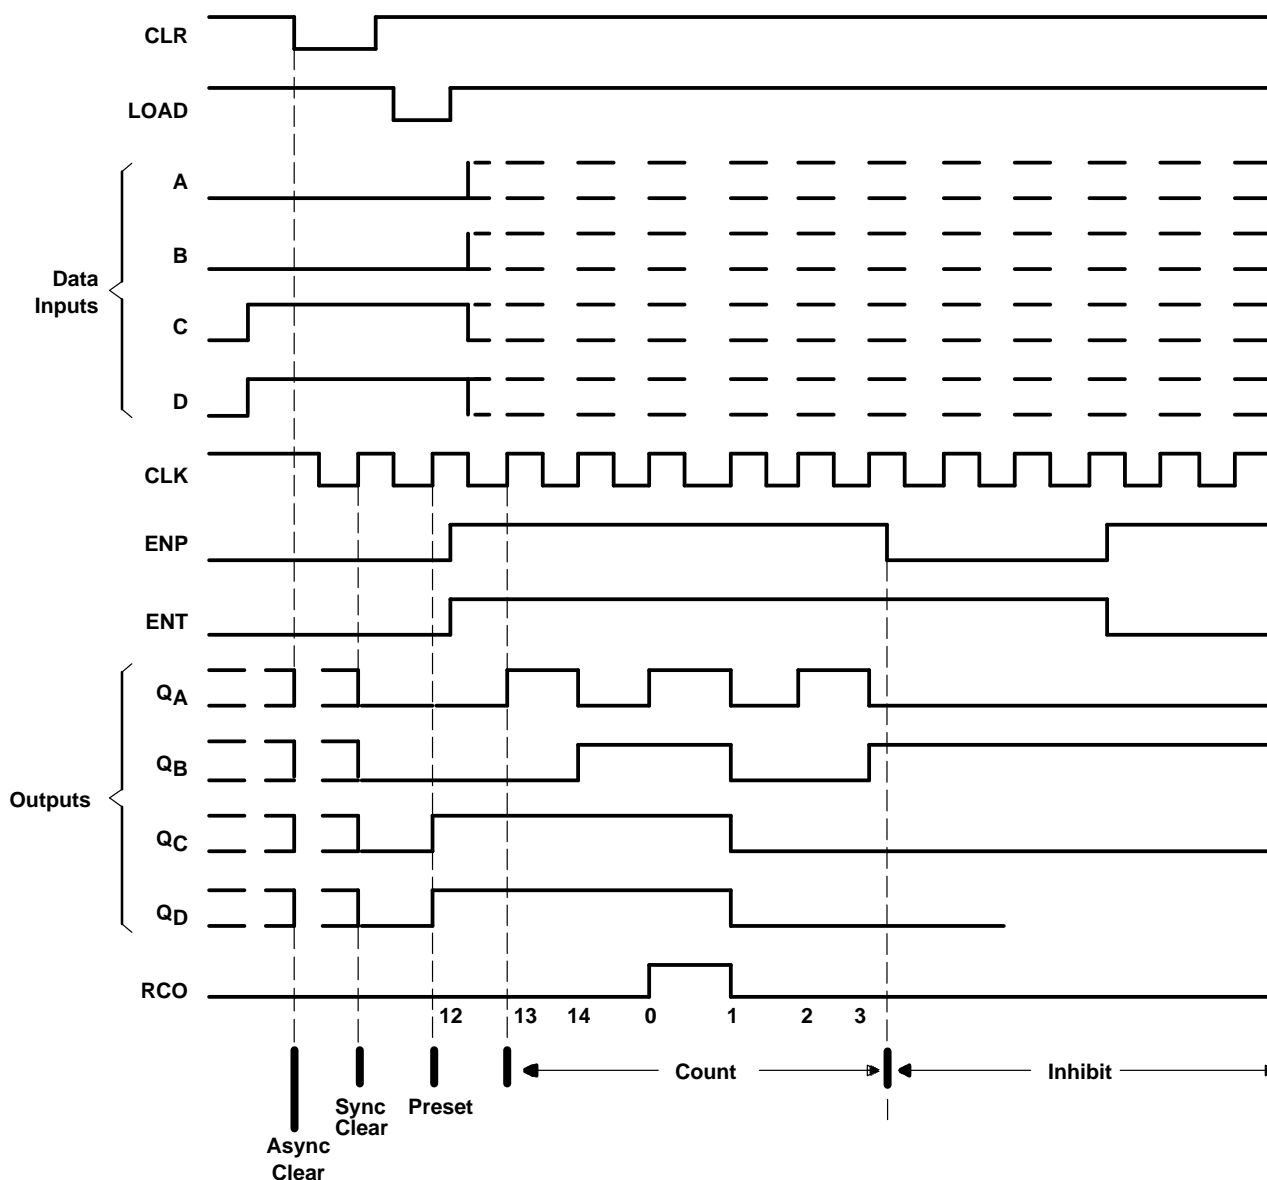 CLR
LOAD
A
B
Data
Inputs
C
D
CLK
ENP
ENT
QA
QB
Outputs
QC
QD
RCO
12 13 14 0 1 2 3
Count
Inhibit
Sync
Clear
Preset
Async
Clear